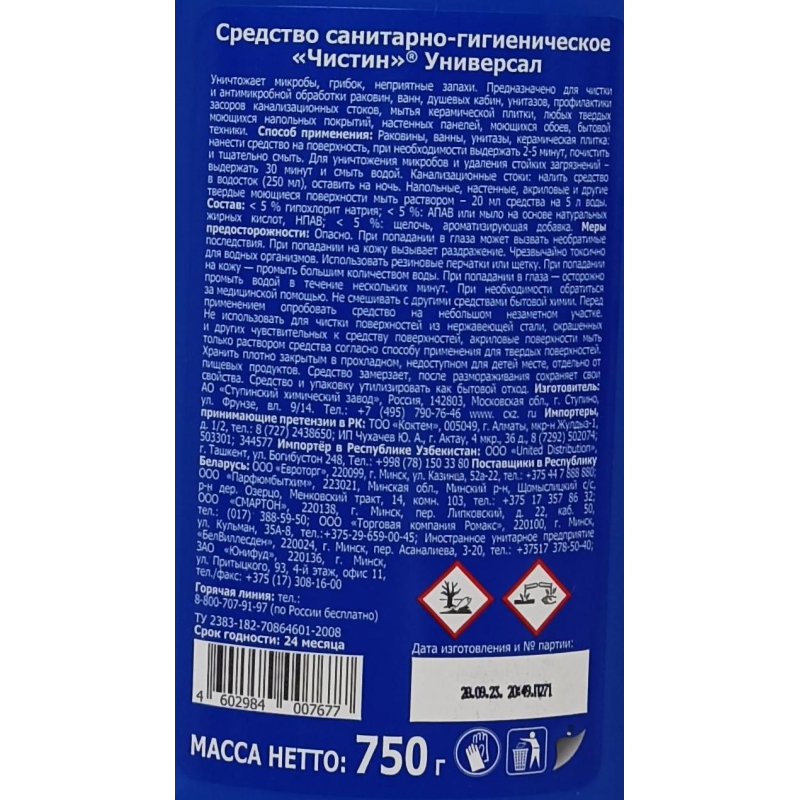 Средство санитарно-гигиеническое
«Чистин»® Универсал
Уничтожает микробы, грибок, неприятные запахи. Предназначено для чистки
и антимикробной обработки раковин, ванн, душевых кабин, унитазов, профилактики
засоров канализационных стоков, мытья керамической плитки, любых твердых
моющихся напольных покрытий, настенных панелей, моющихся обоев, бытовой
техники. Способ применения: Раковины, ванны, унитазы, керамическая плитка:
нанести средство на поверхность, при необходимости выдержать 2-5 минут, почистить
и тщательно смыть. Для уничтожения микробов и удаления стойких загрязнений –
выдержать 30 минут и смыть водой. Канализационные стоки: налить средство
в водосток (250 мл), оставить на ночь. Напольные, настенные, акриловые и другие
твердые моющиеся поверхности мыть раствором – 20 мл средства на 5 л воды.
Состав: < 5 % гипохлорит натрия; < 5 %: АПАВ или мыло на основе натуральных
жирных кислот, НПАВ; < 5 %: щелочь, ароматизирующая добавка. Меры
предосторожности: Опасно. При попадании в глаза может вызвать необратимые
последствия. При попадании на кожу вызывает раздражение. Чрезвычайно токсично
для водных организмов. Использовать резиновые перчатки или щетку. При попадании
на кожу — промыть большим количеством воды. При попадании в глаза — осторожно
промыть водой в течение нескольких минут. При необходимости обратиться
за медицинской помощью. Не смешивать с другими средствами бытовой химии. Перед
применением опробовать средство на небольшом незаметном участке.
Не использовать для чистки поверхностей из нержавеющей стали, окрашенных
и других чувствительных к средству поверхностей, акриловые поверхности мыть
только раствором средства согласно способу применения для твердых поверхностей.
Хранить плотно закрытым в прохладном, недоступном для детей месте, отдельно от
пищевых продуктов. Средство замерзает, после размораживания сохраняет свои
свойства. Средство и упаковку утилизировать как бытовой отход. Изготовитель:
АО «Ступинский химический завод», Россия, 142803, Московская обл., г. Ступино,
ул. Фрунзе, вл. 9/14. Тел.: +7 (495) 790-76-46 www. cxz. ru Импортеры,
принимающие претензии в РК: ТОО «Коктем», 005049, г. Алматы, мкр-н Жулдыз-1,
д. 1/2, тел.: 8 (727) 2438650; ИП Чухачев Ю. А., г. Актау, 4 мкр., 36 д., 8 (7292) 502074;
503301; 344577 Импортёр в Республике Узбекистан: ООО «United Distribution»,
г. Ташкент, ул. Богибустон 248, Тел.: +998 (78) 150 33 80 Поставщики в Республику
Беларусь: ООО «Евроторг», 220099, г. Минск, ул. Казинца, 52а-22, тел.: +375 44 7 888 880;
ООО «Парфюмбытхим», 223021, Минская обл., Минский р-н, Щомыслицкий с/с,
р-н дер. Озерцо, Менковский тракт, 14, комн. 103, тел.: +375 17 357 86 32;
ООО «СМАРТОН», 220138, г. Минск, пер. Липковский, д. 22, каб. 50,
тел.: (017) 388-59-50; ООО «Торговая компания Ромакс», 220100, г. Минск,
ул. Кульман, 35А-8, тел.:+375-29-659-00-45; Иностранное унитарное предприятие
«БелВиллесден», 220024, г. Минск, пер. Асаналиева, 3-20, тел.: +37517 378-50-40;
ЗАО «Юнифуд», 220136, г. Минск,
ул. Притыцкого, 93, 4-й этаж, офис 11,
тел./факс: +375 (17) 308-16-00
Горячая линия: тел.:
8-800-707-91-97 (по России бесплатно)
ТУ 2383-182-70864601-2008
Срок годности: 24 месяца
Дата изготовления и № партии:
28.09.23. 20:49.П271
4 602984 007677
МАССА НЕТТО: 750 г